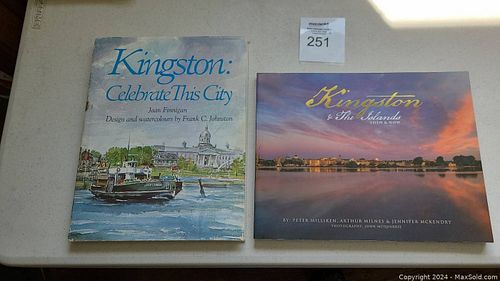 251
Kingston:
Celebrate This City
Joan Finnigan
Design and watercolours by Frank C. Johnston
Kingston
& The Islands
THEN & NOW
BY: PETER MILLIKEN, ARTHUR MILNES & JENNIFER MCKENDRY
PHOTOGRAPHY: JOHN MCQUARRIE
Copyright 2024 - MaxSold.com